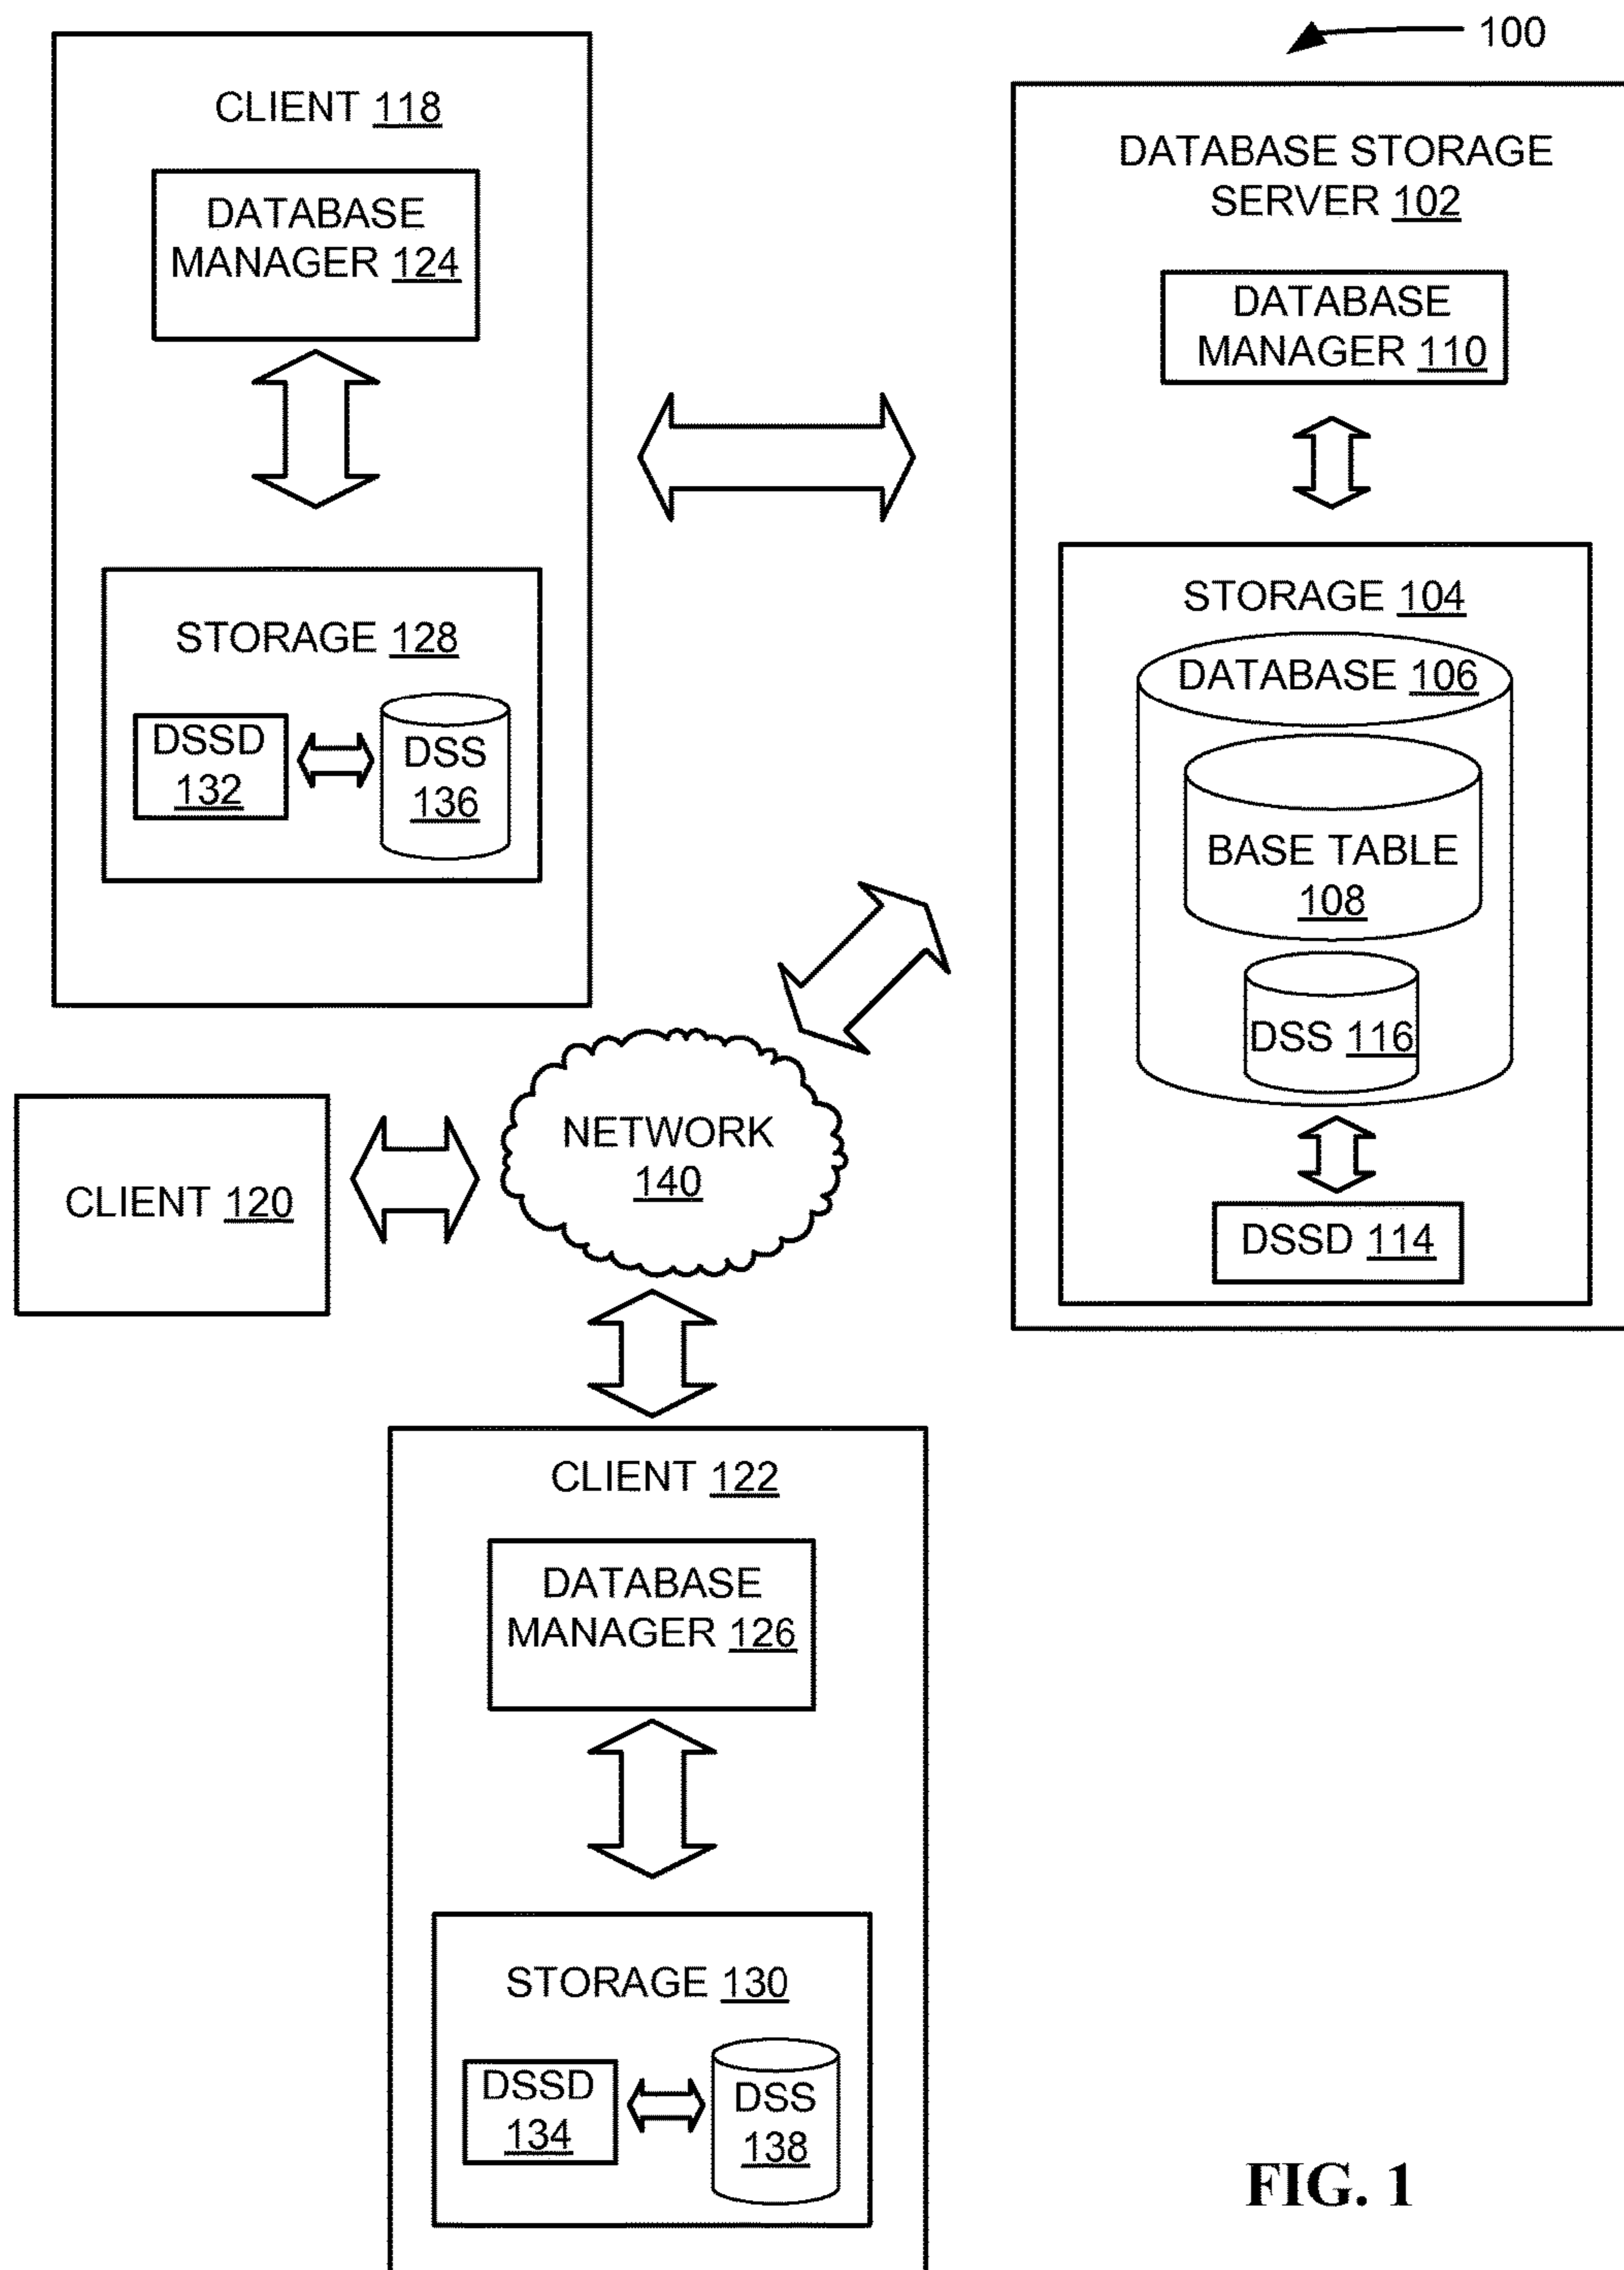 100
CLIENT 118
DATABASE
MANAGER 124
STORAGE 128
DSSD
132
DSS
136
DATABASE STORAGE
SERVER 102
DATABASE
MANAGER 110
STORAGE 104
DATABASE 106
BASE TABLE
108
DSS 116
DSSD 114
CLIENT 120
NETWORK
140
CLIENT 122
DATABASE
MANAGER 126
STORAGE 130
DSSD
134
DSS
138
FIG. 1